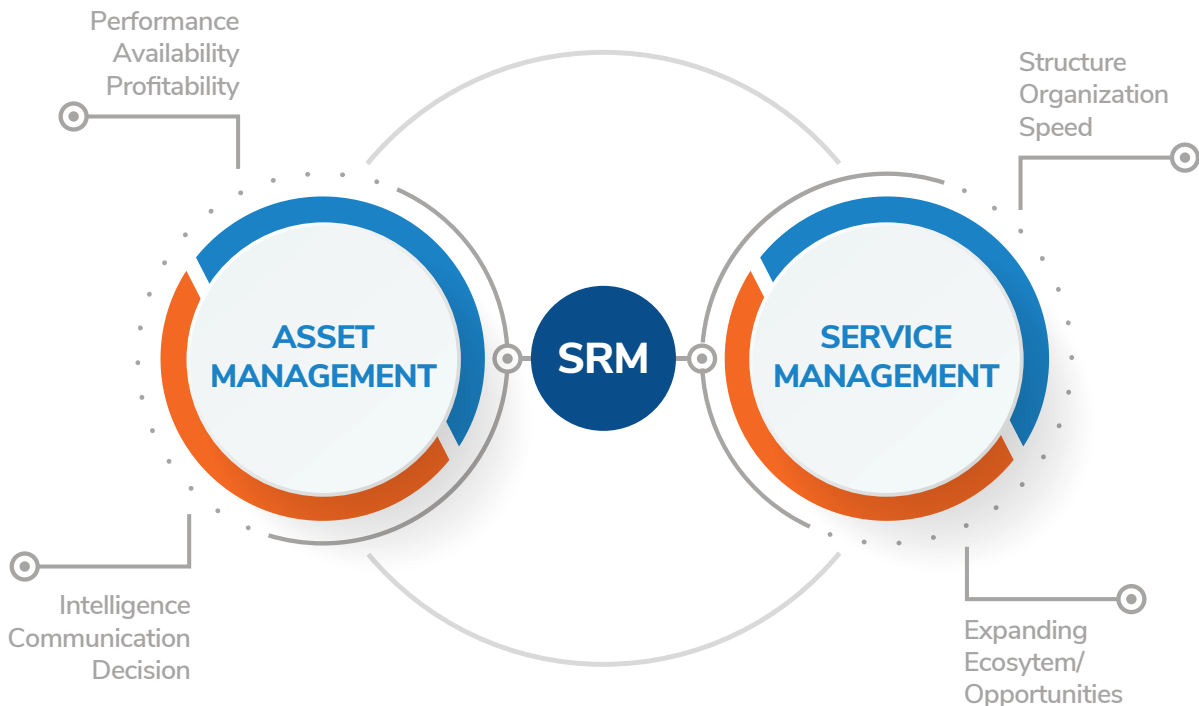 Performance
Availability
Profitability
Structure
Organization
Speed
ASSET
MANAGEMENT
SRM
SERVICE
MANAGEMENT
Intelligence
Communication
Decision
Expanding
Ecosytem/
Opportunities